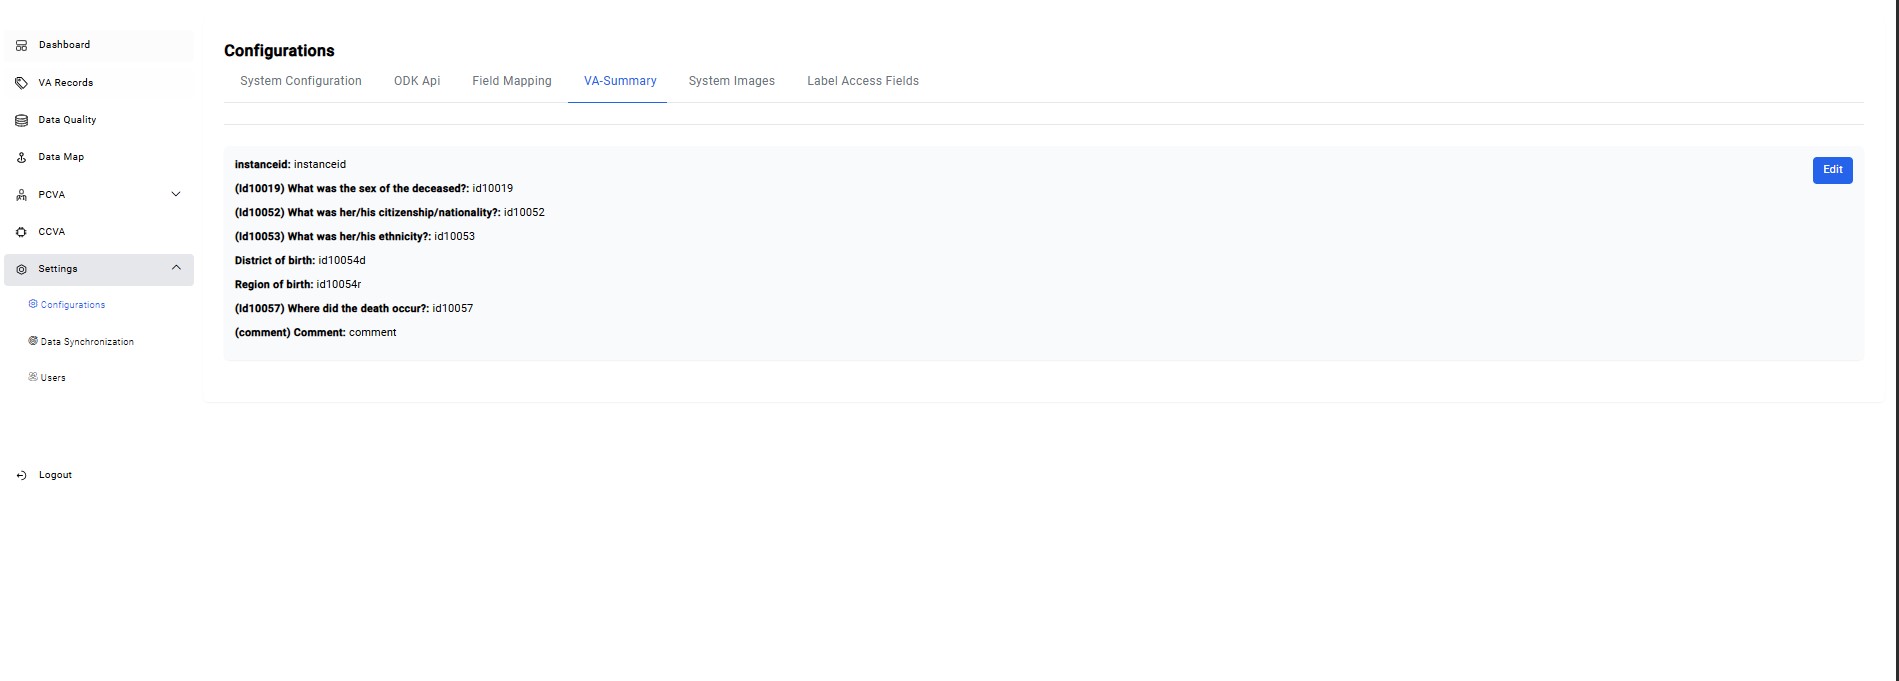 Dashboard
VA Records
Data Quality
Data Map
PCVA
CCVA
Settings
Configurations
Data Synchronization
Users
Logout
Configurations
System Configuration
ODK Api
Field Mapping
VA-Summary
System Images
Label Access Fields
instanceid: instanceid
Edit
(Id10019) What was the sex of the deceased?: id10019
(Id10052) What was her/his citizenship/nationality?: id10052
(Id10053) What was her/his ethnicity?: id10053
District of birth: id10054d
Region of birth: id10054r
(Id10057) Where did the death occur?: id10057
(comment) Comment: comment